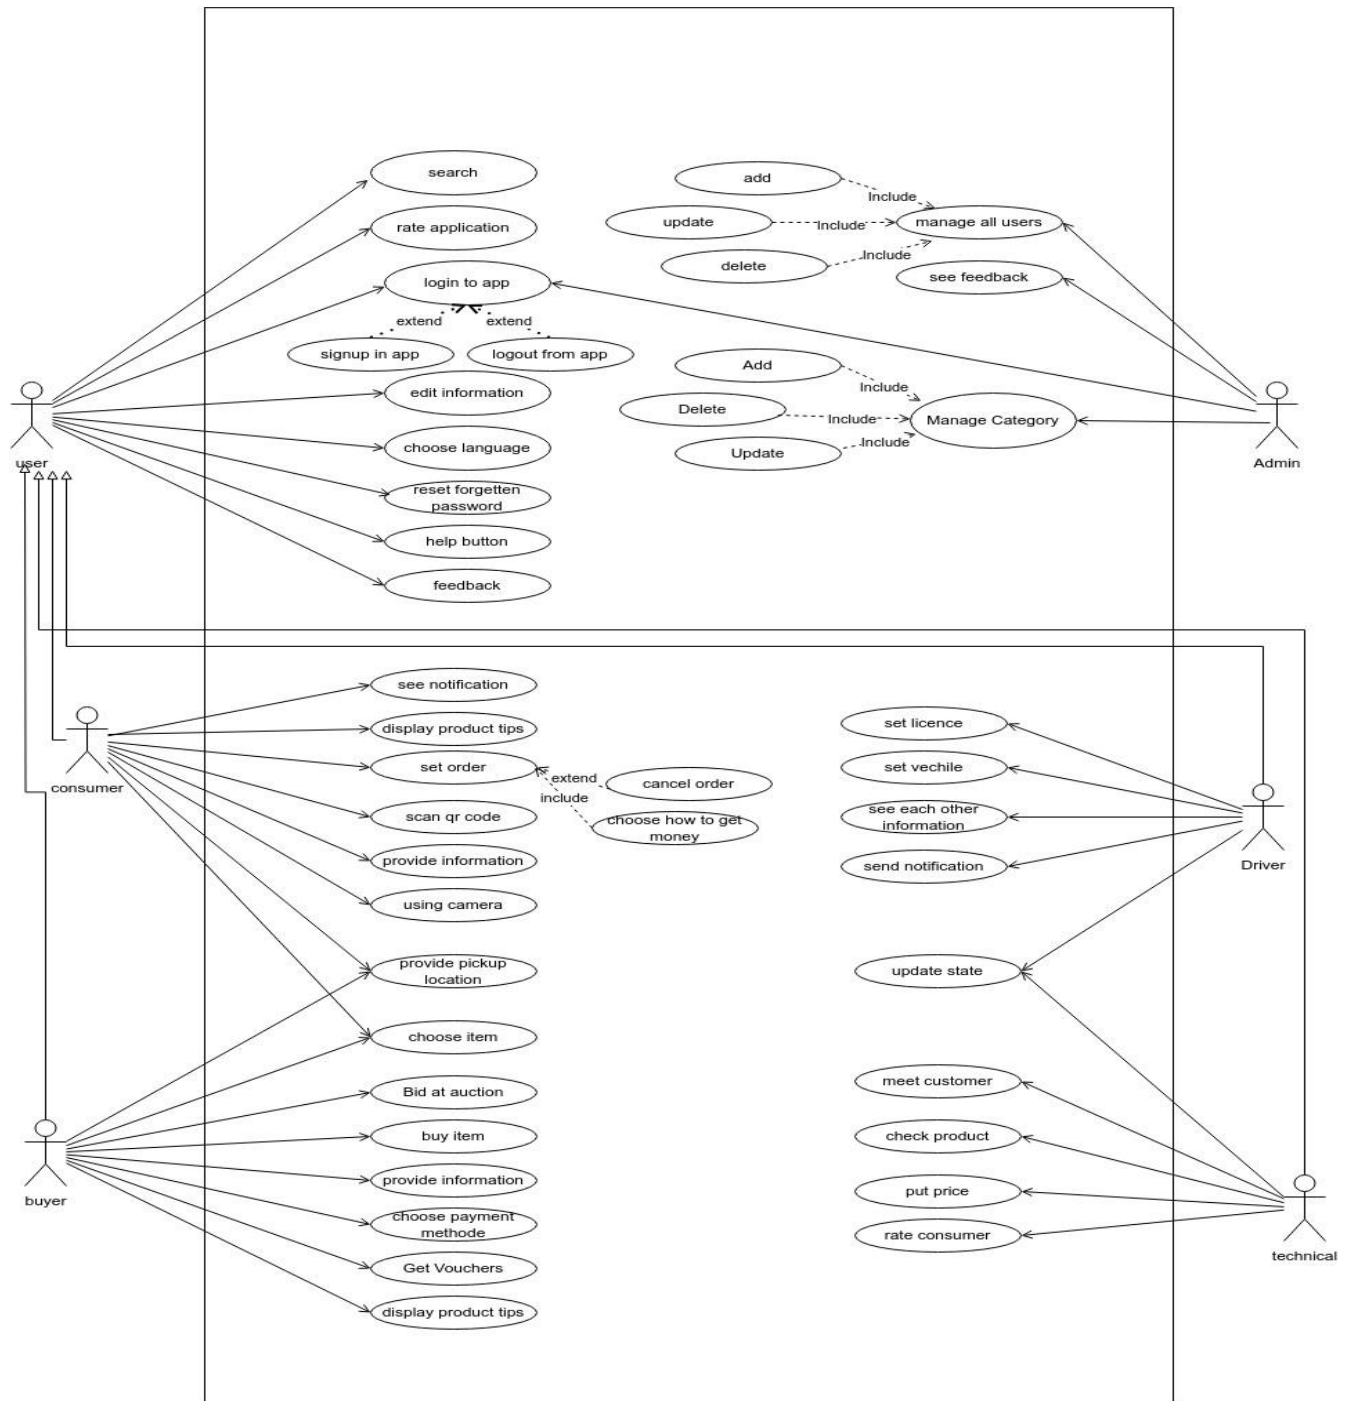 search
rate application
login to app
extend
extend
signup in app
logout from app
edit information
choose language
reset forgetten
password
help button
feedback
user
add
Include
update
Include
manage all users
delete
Include
see feedback
Add
Include
Delete
Include
Manage Category
Update
Include
Admin
see notification
display product tips
set order
extend
include
cancel order
choose how to get
money
scan qr code
provide information
using camera
provide pickup
location
choose item
consumer
set licence
set vechile
see each other
information
send notification
Driver
update state
Bid at auction
buy item
provide information
choose payment
methode
Get Vouchers
display product tips
buyer
meet customer
check product
put price
rate consumer
technical